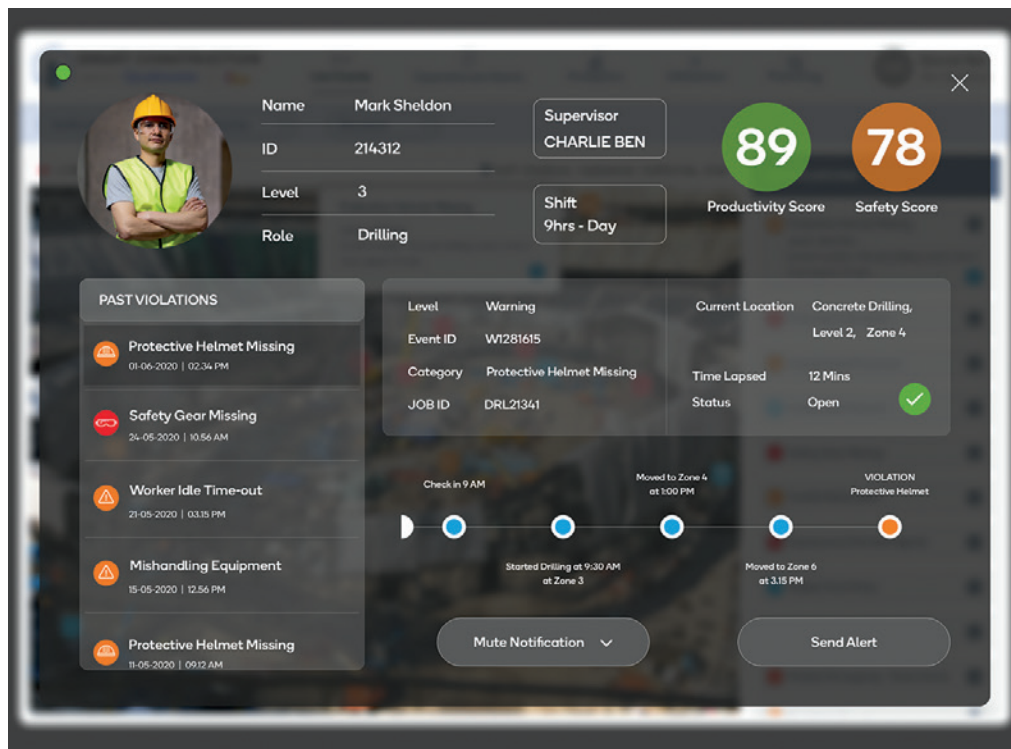 Name Mark Sheldon
ID 214312
Level 3
Role Drilling
Supervisor
CHARLIE BEN
Shift
9hrs - Day
89
Productivity Score
78
Safety Score
PAST VIOLATIONS
Protective Helmet Missing
01-06-2020 | 02.34 PM
Safety Gear Missing
24-05-2020 | 10.56 AM
Worker Idle Time-out
21-05-2020 | 03.15 PM
Mishandling Equipment
15-05-2020 | 12.56 PM
Protective Helmet Missing
11-05-2020 | 09.12 AM
Level Warning
Event ID W1281615
Category Protective Helmet Missing
JOB ID DRL21341
Current Location Concrete Drilling,
Level 2, Zone 4
Time Lapsed 12 Mins
Status Open
Check in 9 AM
Started Drilling at 9:30 AM
at Zone 3
Moved to Zone 4
at 1:00 PM
Moved to Zone 6
at 3.15 PM
VIOLATION
Protective Helmet
Mute Notification
Send Alert